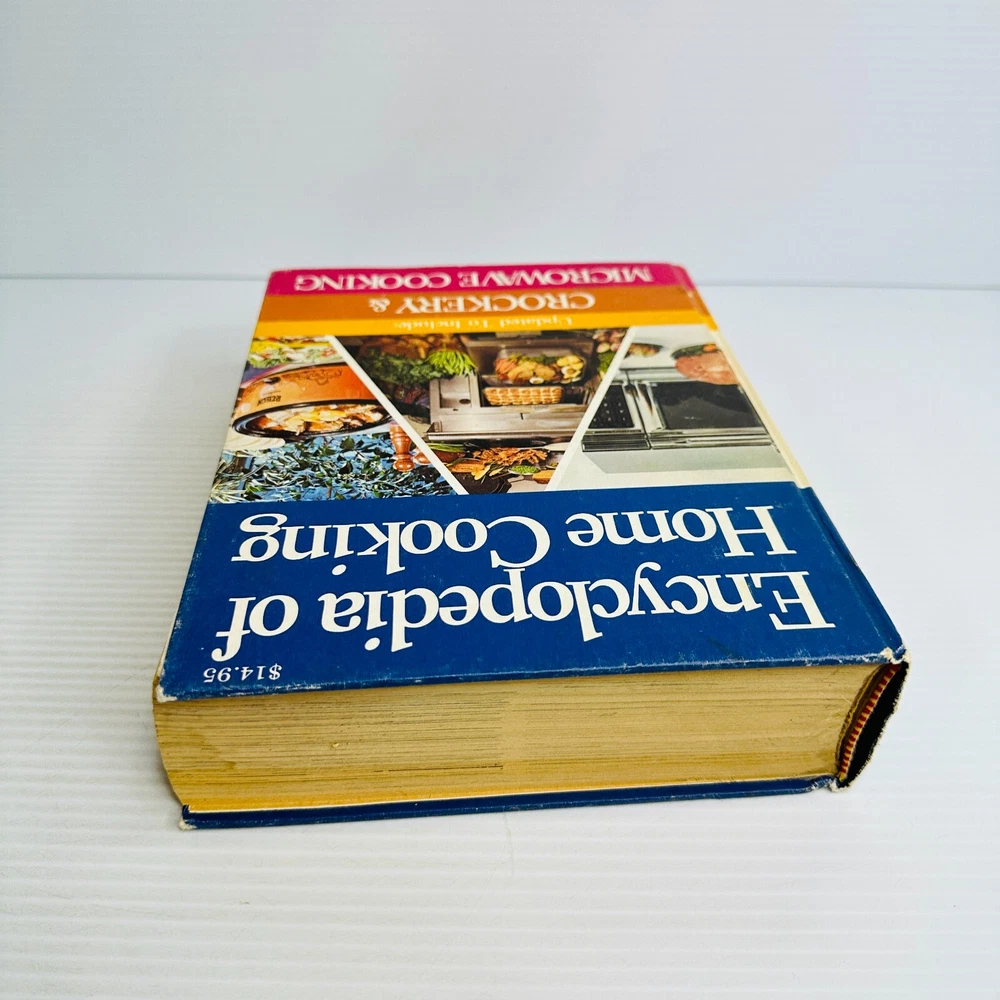 $14.95
Encyclopedia of
Home Cooking
Updated To Include:
CROCKERY &
MICROWAVE COOKING